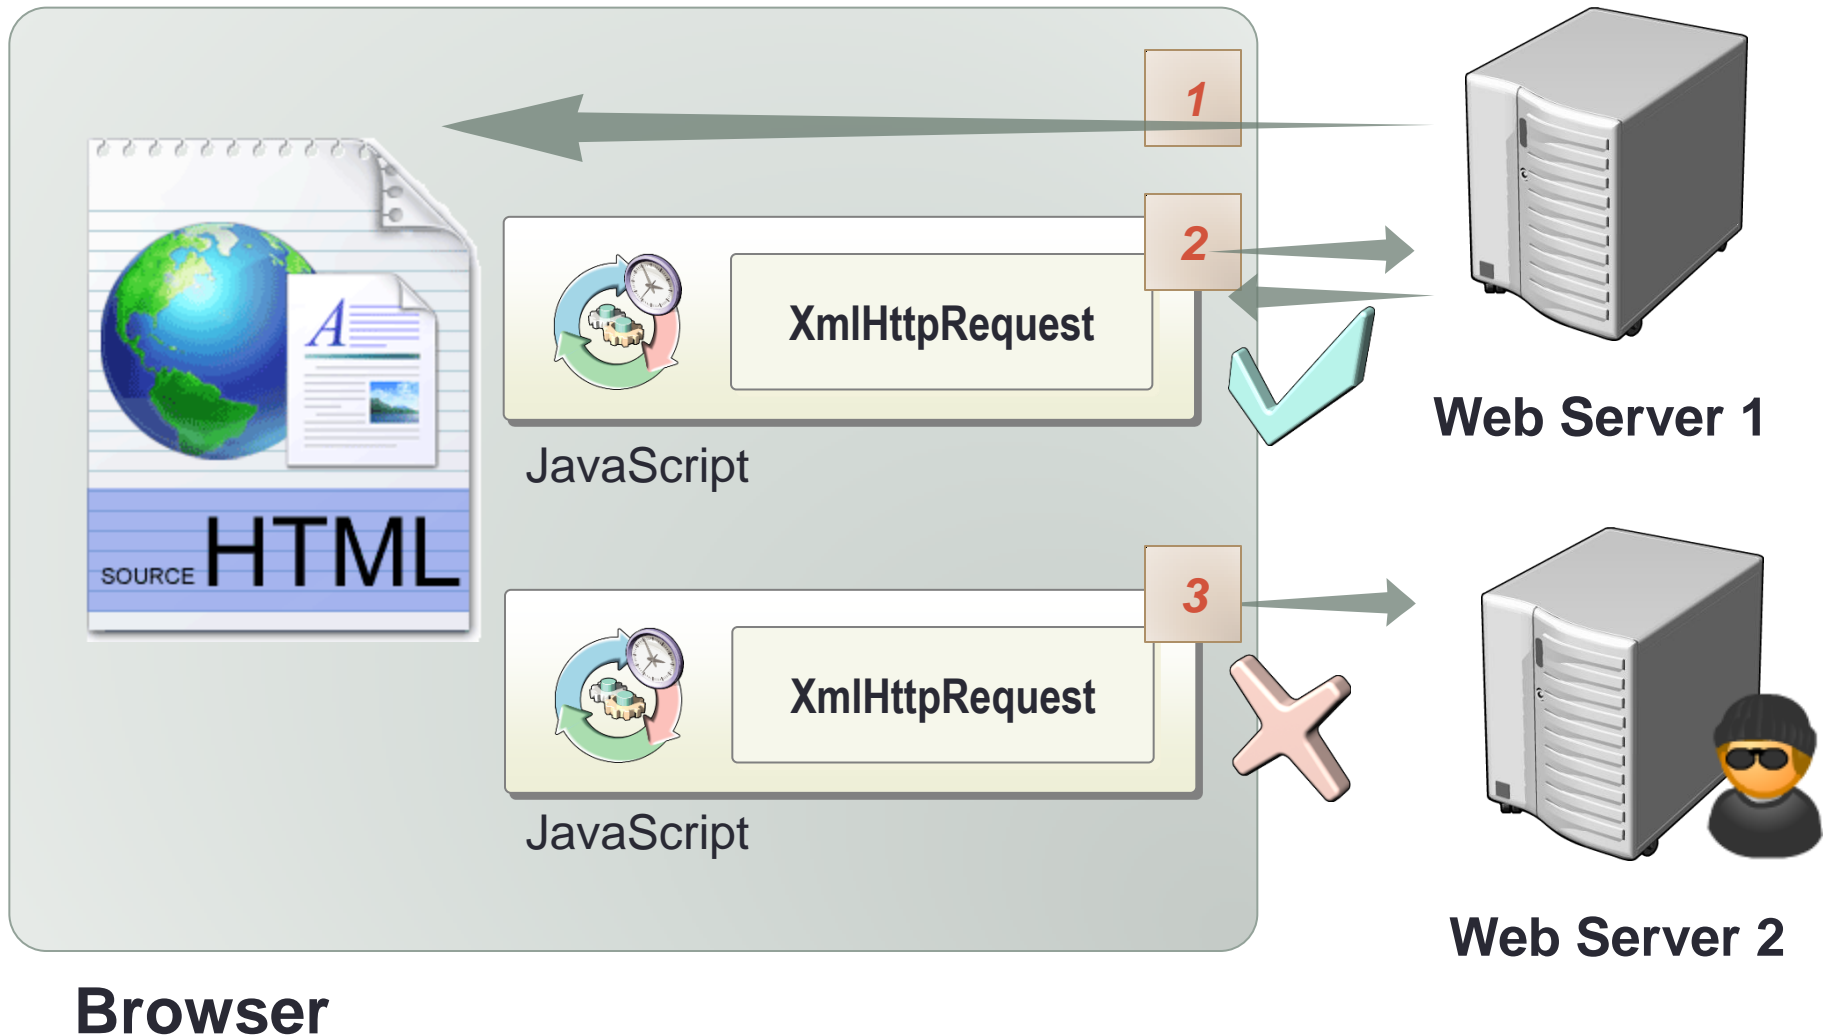 1
2
XmlHttpRequest
JavaScript
Web Server 1
A
SOURCE HTML
3
XmlHttpRequest
JavaScript
Web Server 2
Browser